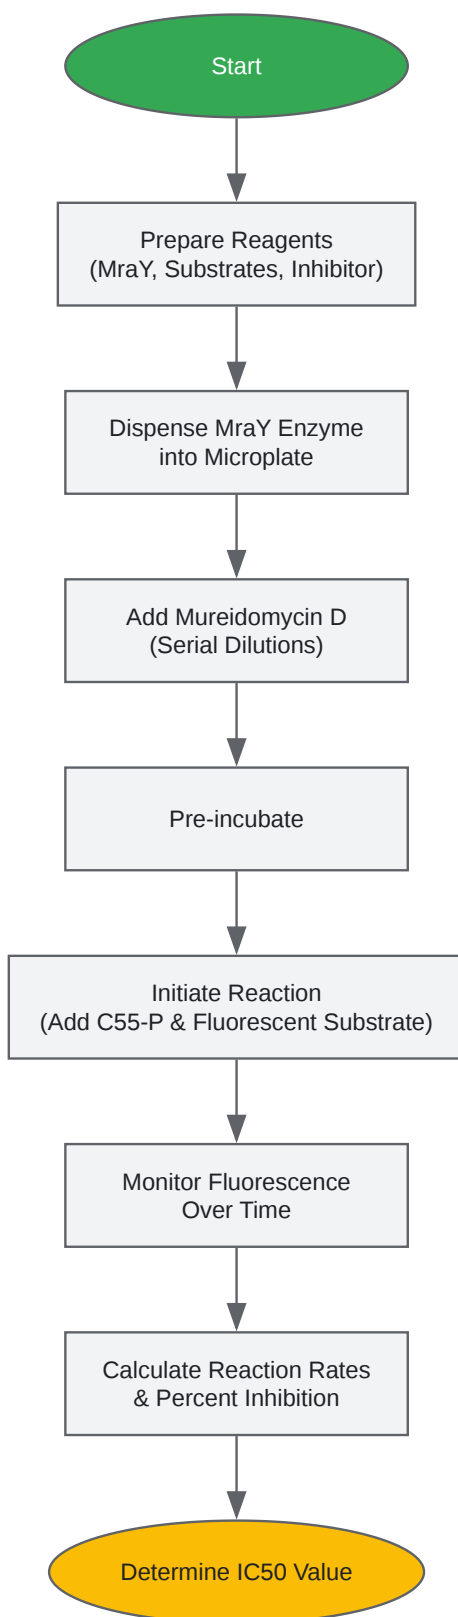 Start
Prepare Reagents
(MraY, Substrates, Inhibitor)
Dispense MraY Enzyme
into Microplate
Add Mureidomycin D
(Serial Dilutions)
Pre-incubate
Initiate Reaction
(Add C55-P & Fluorescent Substrate)
Monitor Fluorescence
Over Time
Calculate Reaction Rates
& Percent Inhibition
Determine IC50 Value